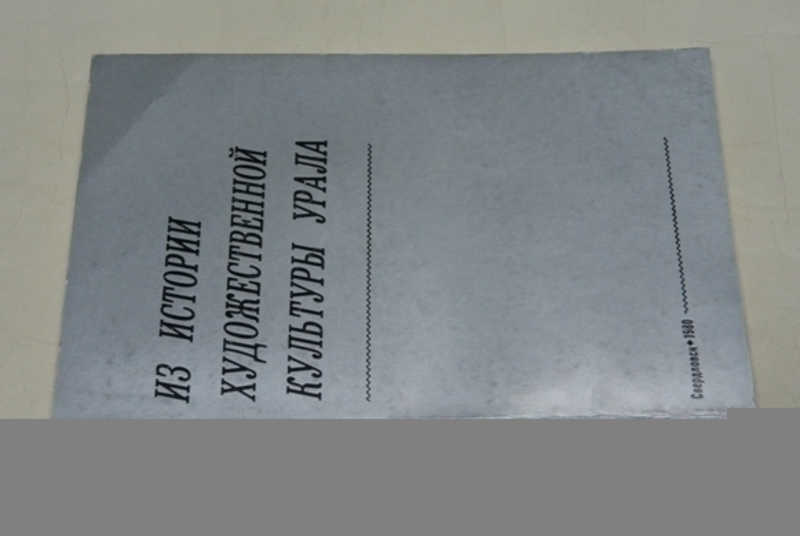 ИЗ ИСТОРИИ
ХУДОЖЕСТВЕННОЙ
КУЛЬТУРЫ УРАЛА
Свердловск • 1980